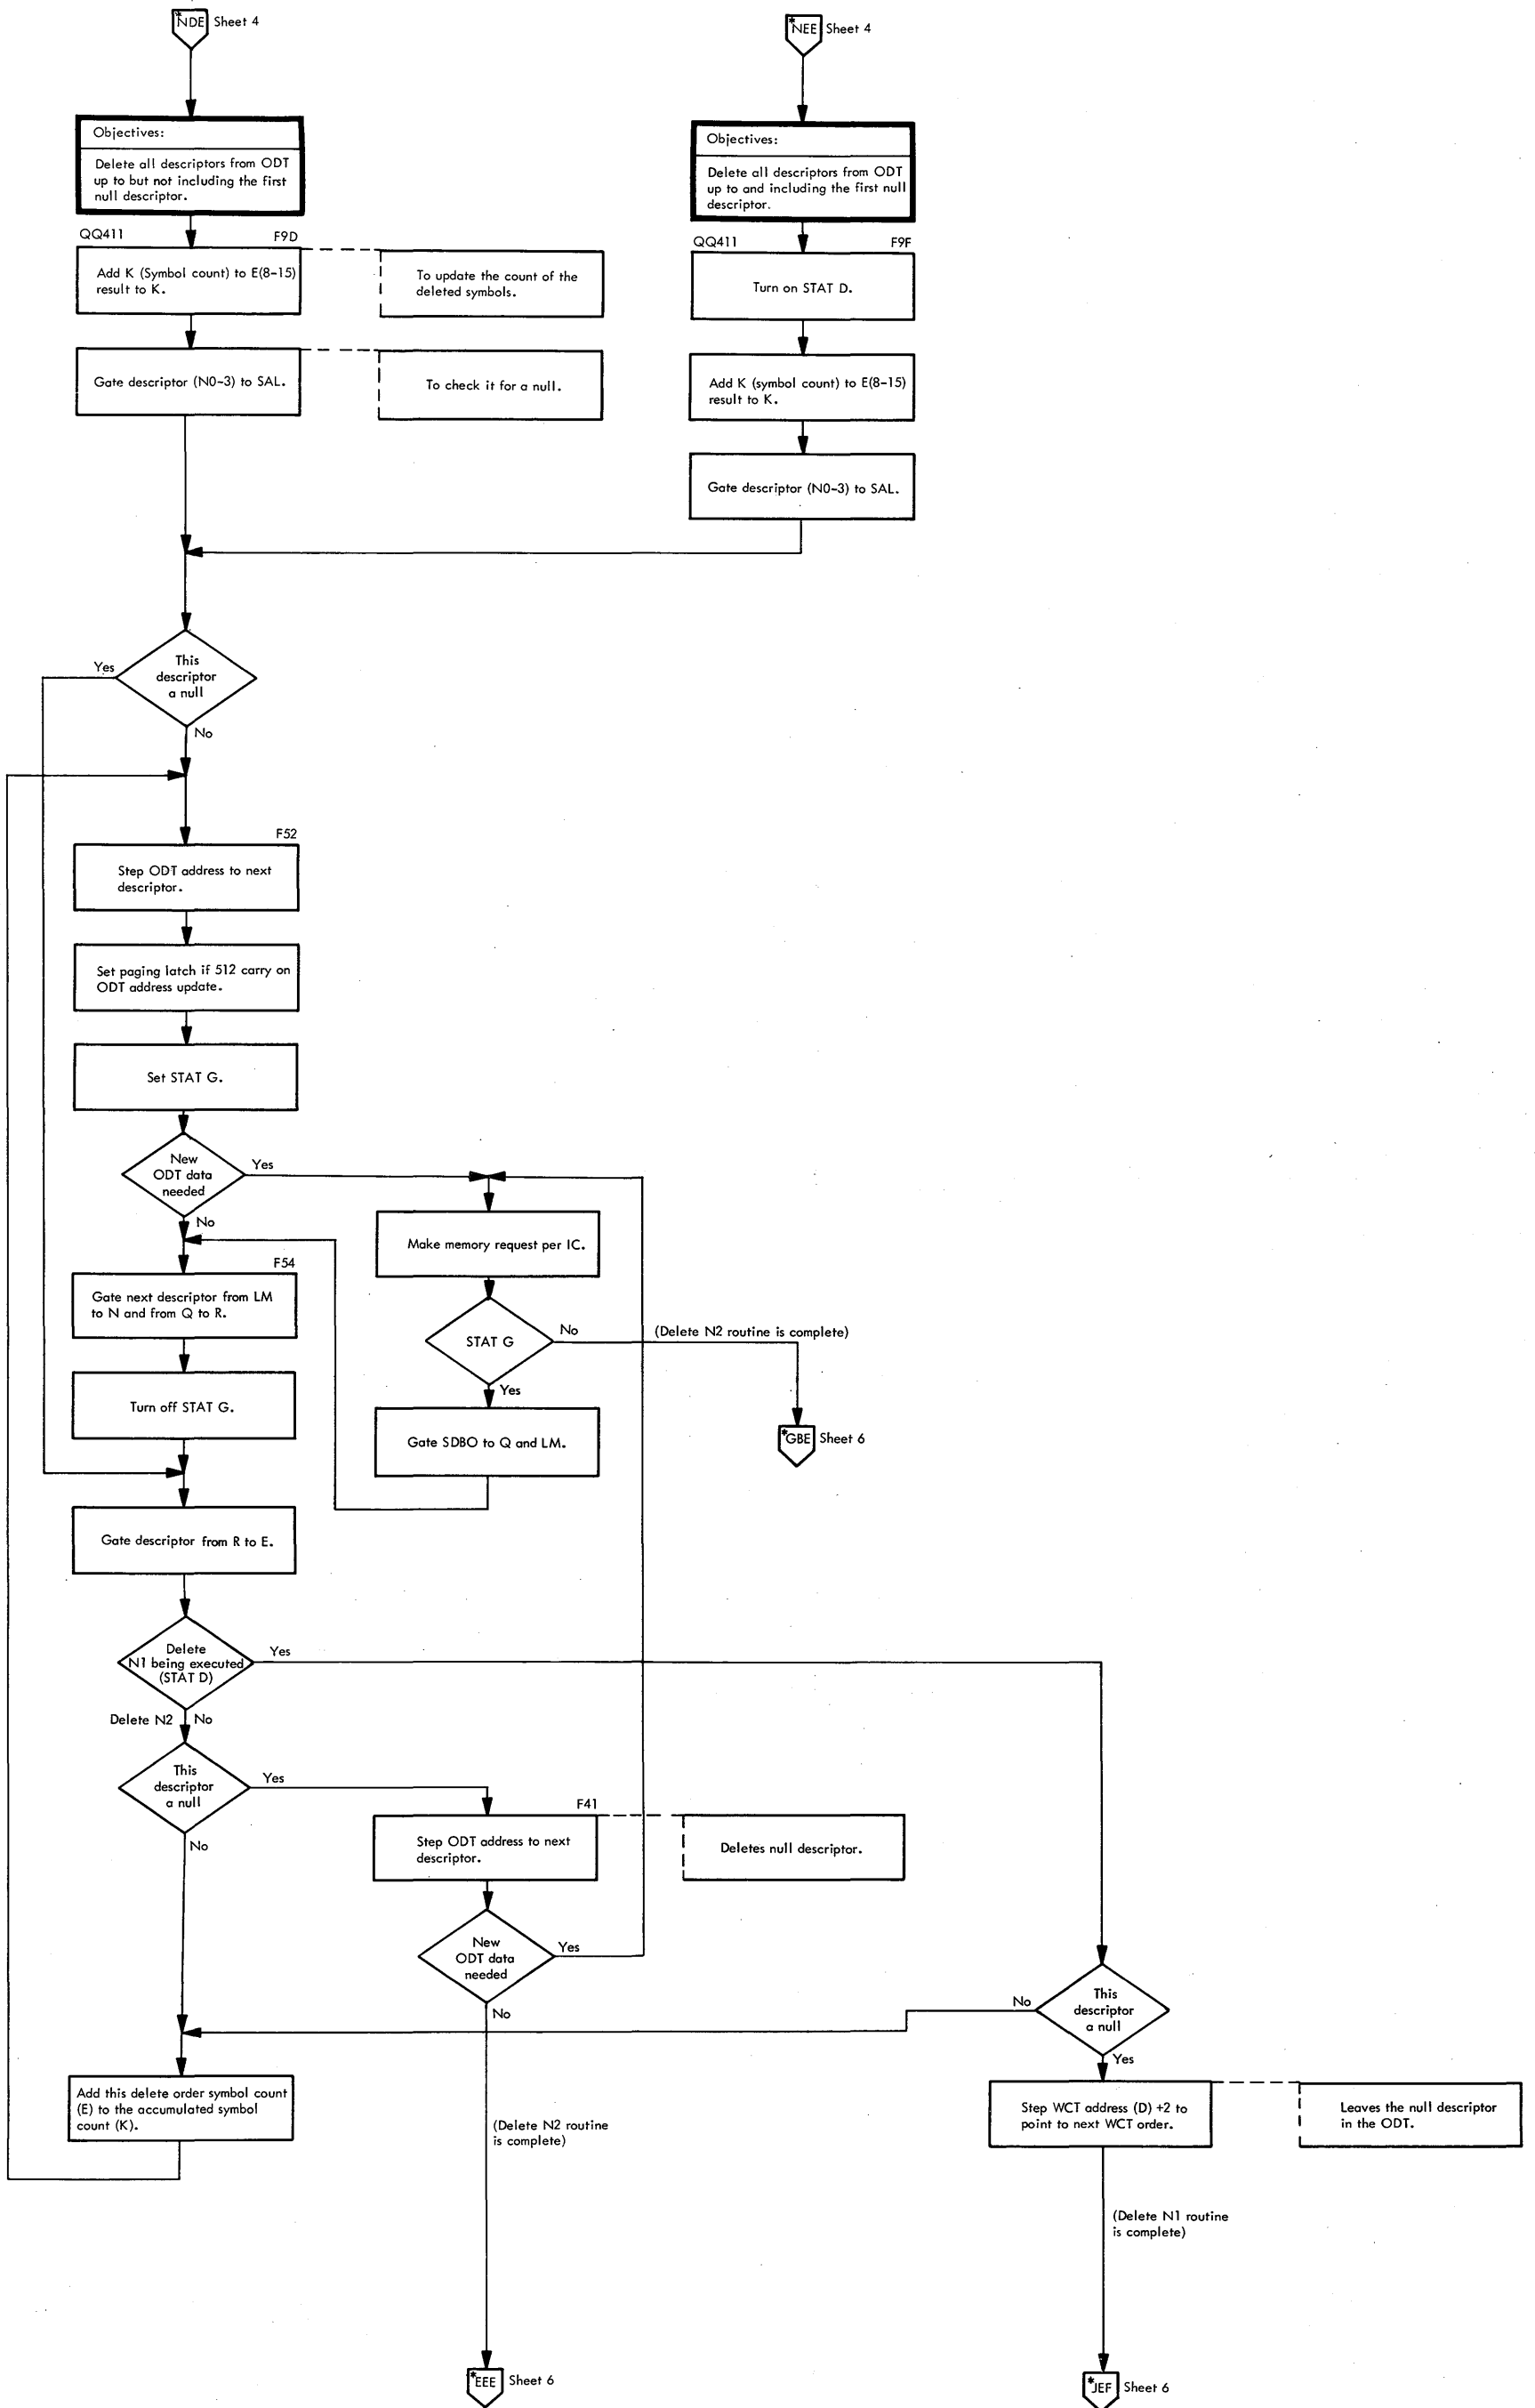 *NDE Sheet 4
*NEE Sheet 4
Objectives:
Delete all descriptors from ODT
up to but not including the first
null descriptor.
Objectives:
Delete all descriptors from ODT
up to and including the first null
descriptor.
QQ411 F9D
Add K (Symbol count) to E(8-15)
result to K.
To update the count of the
deleted symbols.
QQ411 F9F
Turn on STAT D.
Gate descriptor (N0-3) to SAL.
To check it for a null.
Add K (symbol count) to E(8-15)
result to K.
Gate descriptor (N0-3) to SAL.
Yes
This
descriptor
a null
No
F52
Step ODT address to next
descriptor.
Set paging latch if 512 carry on
ODT address update.
Set STAT G.
New
ODT data
needed
Yes
No
Make memory request per IC.
F54
Gate next descriptor from LM
to N and from Q to R.
STAT G
No
(Delete N2 routine is complete)
Yes
Turn off STAT G.
Gate SDBO to Q and LM.
*GBE Sheet 6
Gate descriptor from R to E.
Delete
N1 being executed
(STAT D)
Yes
Delete N2 No
This
descriptor
a null
Yes
No
F41
Step ODT address to next
descriptor.
Deletes null descriptor.
New
ODT data
needed
Yes
No
No
This
descriptor
a null
Yes
Add this delete order symbol count
(E) to the accumulated symbol
count (K).
Step WCT address (D) +2 to
point to next WCT order.
Leaves the null descriptor
in the ODT.
(Delete N2 routine
is complete)
(Delete N1 routine
is complete)
*EEE Sheet 6
*JEF Sheet 6